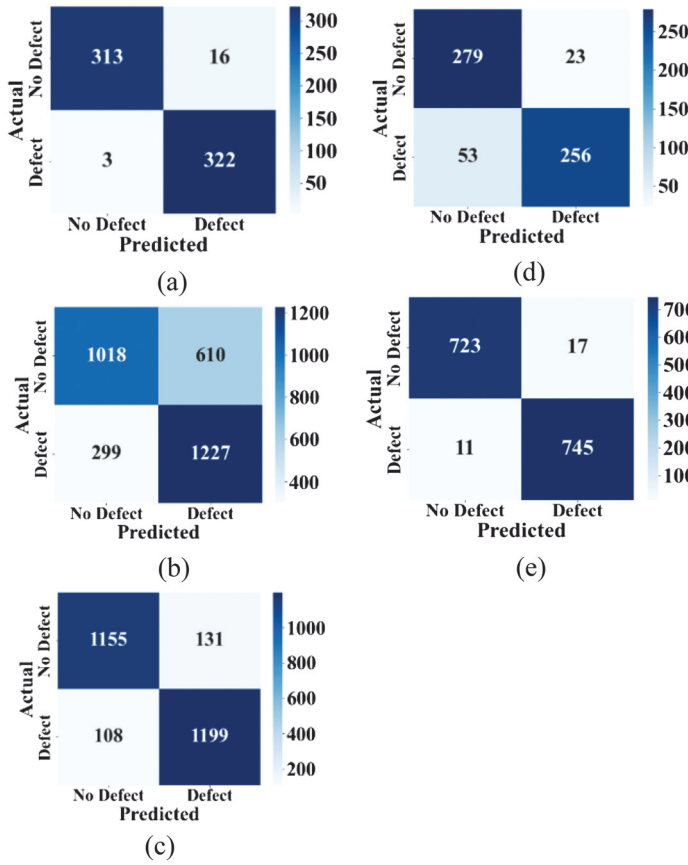 Actual
No Defect
Defect
313 16
3 322
300
250
200
150
100
50
No Defect Defect
Predicted
(a)
Actual
No Defect
Defect
279 23
53 256
250
200
150
100
50
No Defect Defect
Predicted
(d)
Actual
No Defect
Defect
1018 610
299 1227
1200
1000
800
600
400
No Defect Defect
Predicted
(b)
Actual
No Defect
Defect
723 17
11 745
700
600
500
400
300
200
100
No Defect Defect
Predicted
(e)
Actual
No Defect
Defect
1155 131
108 1199
1000
800
600
400
200
No Defect Defect
Predicted
(c)